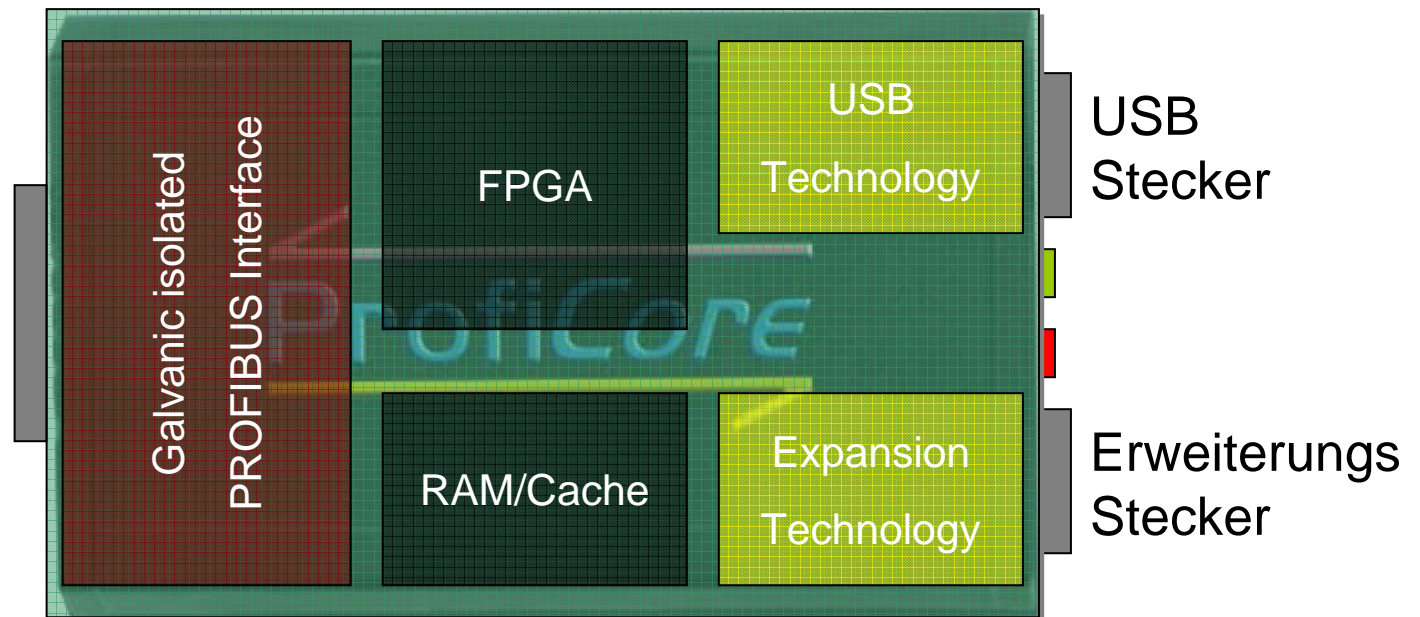 Galvanic isolated
PROFIBUS Interface
FPGA
RAM/Cache
USB
Technology
Expansion
Technology
ProfiCore
USB
Stecker
Erweiterungs
Stecker